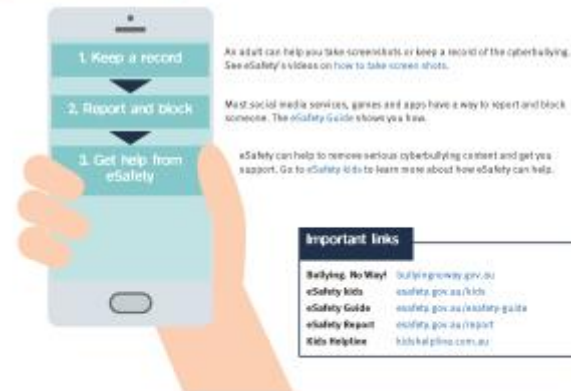 1. Keep a record
An adult can help you take screenshots or keep a record of the cyberbullying.
See eSafety's videos on how to take screen shots.
2. Report and block
Most social media services, games and apps have a way to report and block
someone. The eSafety Guide shows you how.
3. Get help from
eSafety
eSafety can help to remove serious cyberbullying content and get you
support. Go to eSafety kids to learn more about how eSafety can help.
Important links
Bullying. No Way! bullyingnoway.gov.au
eSafety kids esafety.gov.au/kids
eSafety Guide esafety.gov.au/esafety-guide
eSafety Report esafety.gov.au/report
Kids Helpline kidshelpline.com.au